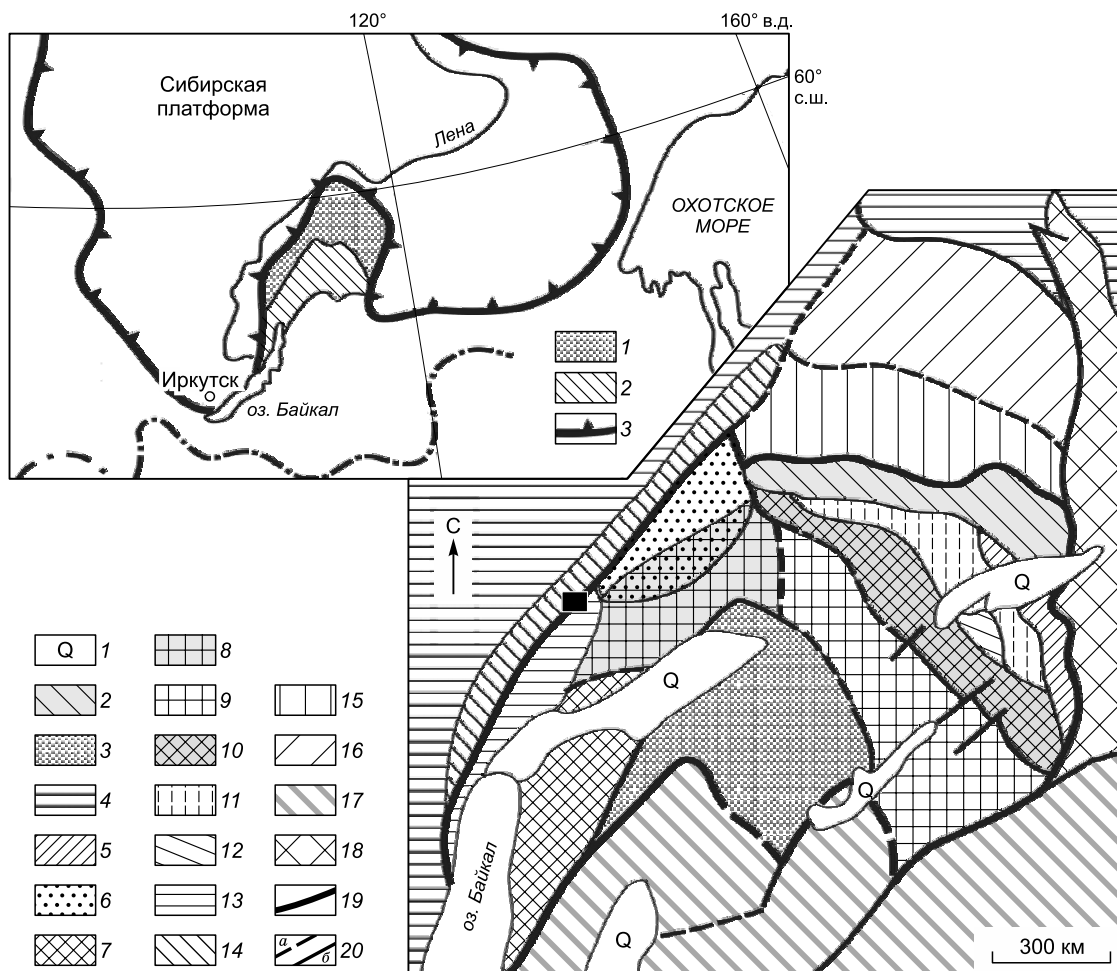 120°
160° в.д.
Сибирская
платформа
60°
с.ш.
Лена
ОХОТСКОЕ
МОРЕ
1
2
3
Иркутск
оз. Байкал
С
Q
Q
Q
Q
оз. Байкал
300 км
Q 1
2
3
4
5
6
7
8
9
10
11
12
13
14
15
16
17
18
19
а б 20